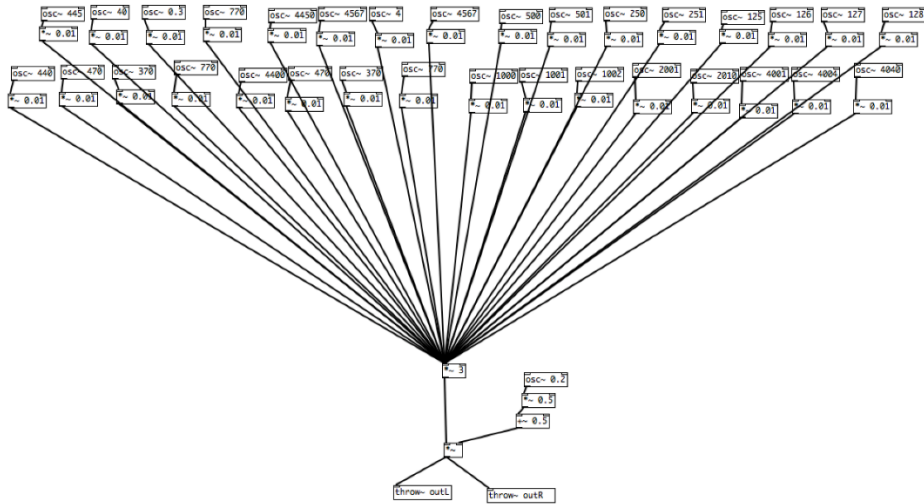 osc~ 445 osc~ 40 osc~ 0.3 osc~ 770 osc~ 4450 osc~ 4567 osc~ 4 osc~ 4567 osc~ 500 osc~ 501 osc~ 250 osc~ 251 osc~ 125 osc~ 126 osc~ 127 osc~ 128
*~ 0.01 *~ 0.01 *~ 0.01 *~ 0.01 *~ 0.01 *~ 0.01 *~ 0.01 *~ 0.01 *~ 0.01 *~ 0.01 *~ 0.01 *~ 0.01 *~ 0.01 *~ 0.01 *~ 0.01 *~ 0.01
osc~ 440 osc~ 470 osc~ 370 osc~ 770 osc~ 4400 osc~ 470 osc~ 370 osc~ 770 osc~ 1000 osc~ 1001 osc~ 1002 osc~ 2001 osc~ 2010 osc~ 4001 osc~ 4004 osc~ 4040
*~ 0.01 *~ 0.01 *~ 0.01 *~ 0.01 *~ 0.01 *~ 0.01 *~ 0.01 *~ 0.01 *~ 0.01 *~ 0.01 *~ 0.01 *~ 0.01 *~ 0.01 *~ 0.01 *~ 0.01 *~ 0.01
*~ 3
osc~ 0.2
*~ 0.5
+~ 0.5
*~
throw~ outL throw~ outR